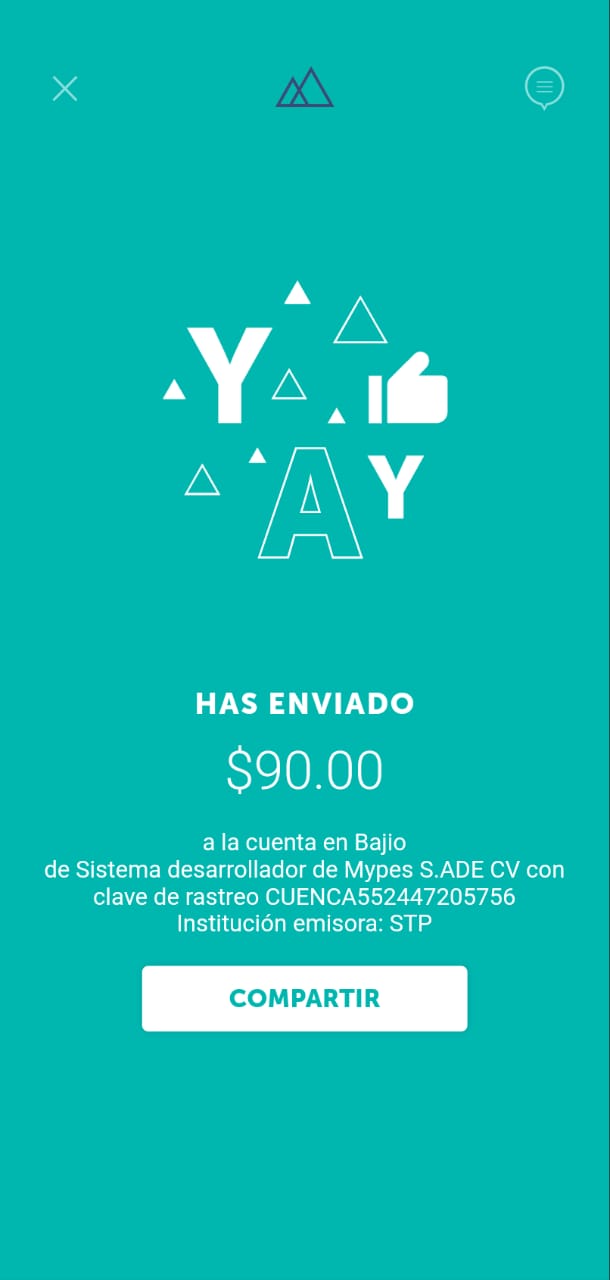 Y
A Y
HAS ENVIADO
$90.00
a la cuenta en Bajio
de Sistema desarrollador de Mypes S.ADE CV con
clave de rastreo CUENCA552447205756
Institución emisora: STP
COMPARTIR